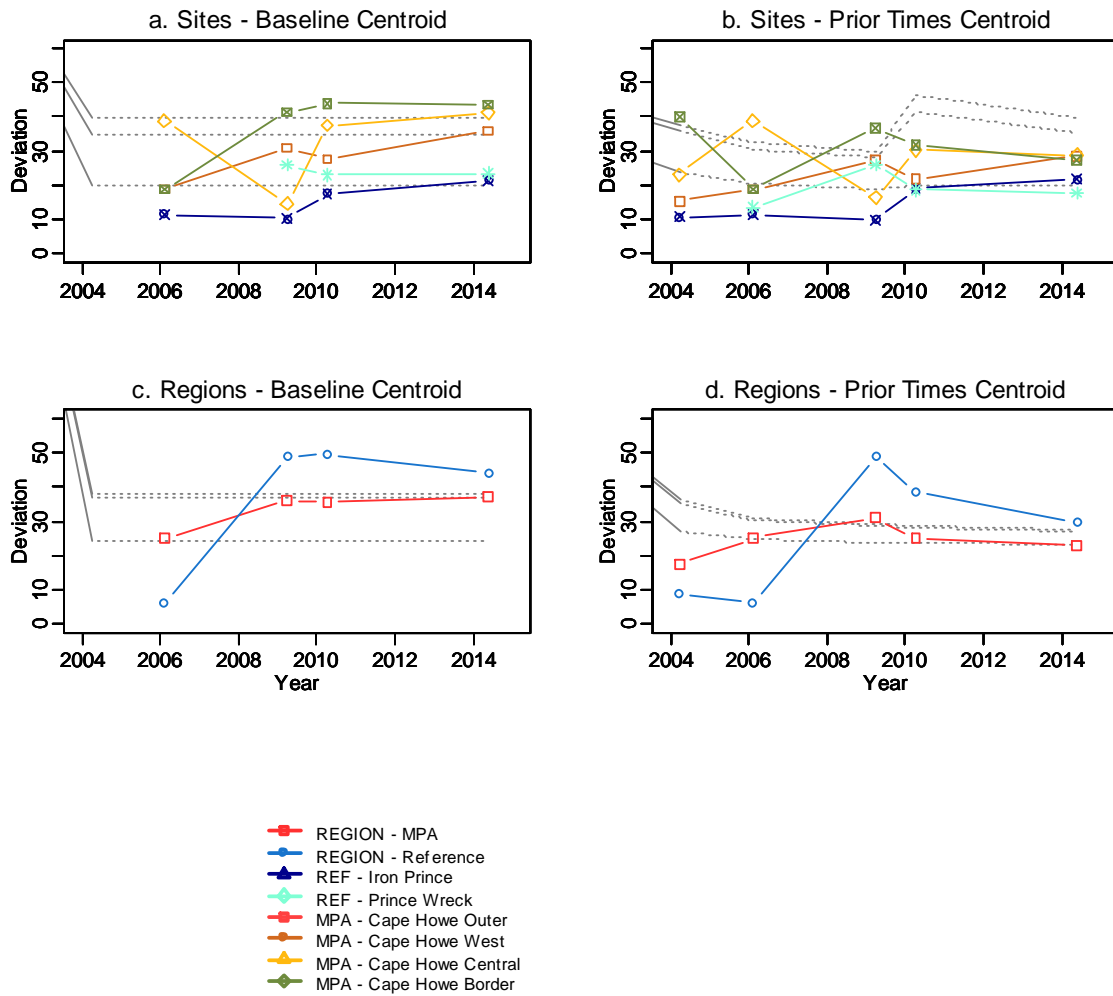 a. Sites - Baseline Centroid
b. Sites - Prior Times Centroid
Deviation
0 10 30 50
2004 2006 2008 2010 2012 2014
Deviation
0 10 30 50
2004 2006 2008 2010 2012 2014
c. Regions - Baseline Centroid
d. Regions - Prior Times Centroid
Deviation
0 10 30 50
2004 2006 2008 2010 2012 2014
Year
Deviation
0 10 30 50
2004 2006 2008 2010 2012 2014
Year
REGION - MPA
REGION - Reference
REF - Iron Prince
REF - Prince Wreck
MPA - Cape Howe Outer
MPA - Cape Howe West
MPA - Cape Howe Central
MPA - Cape Howe Border